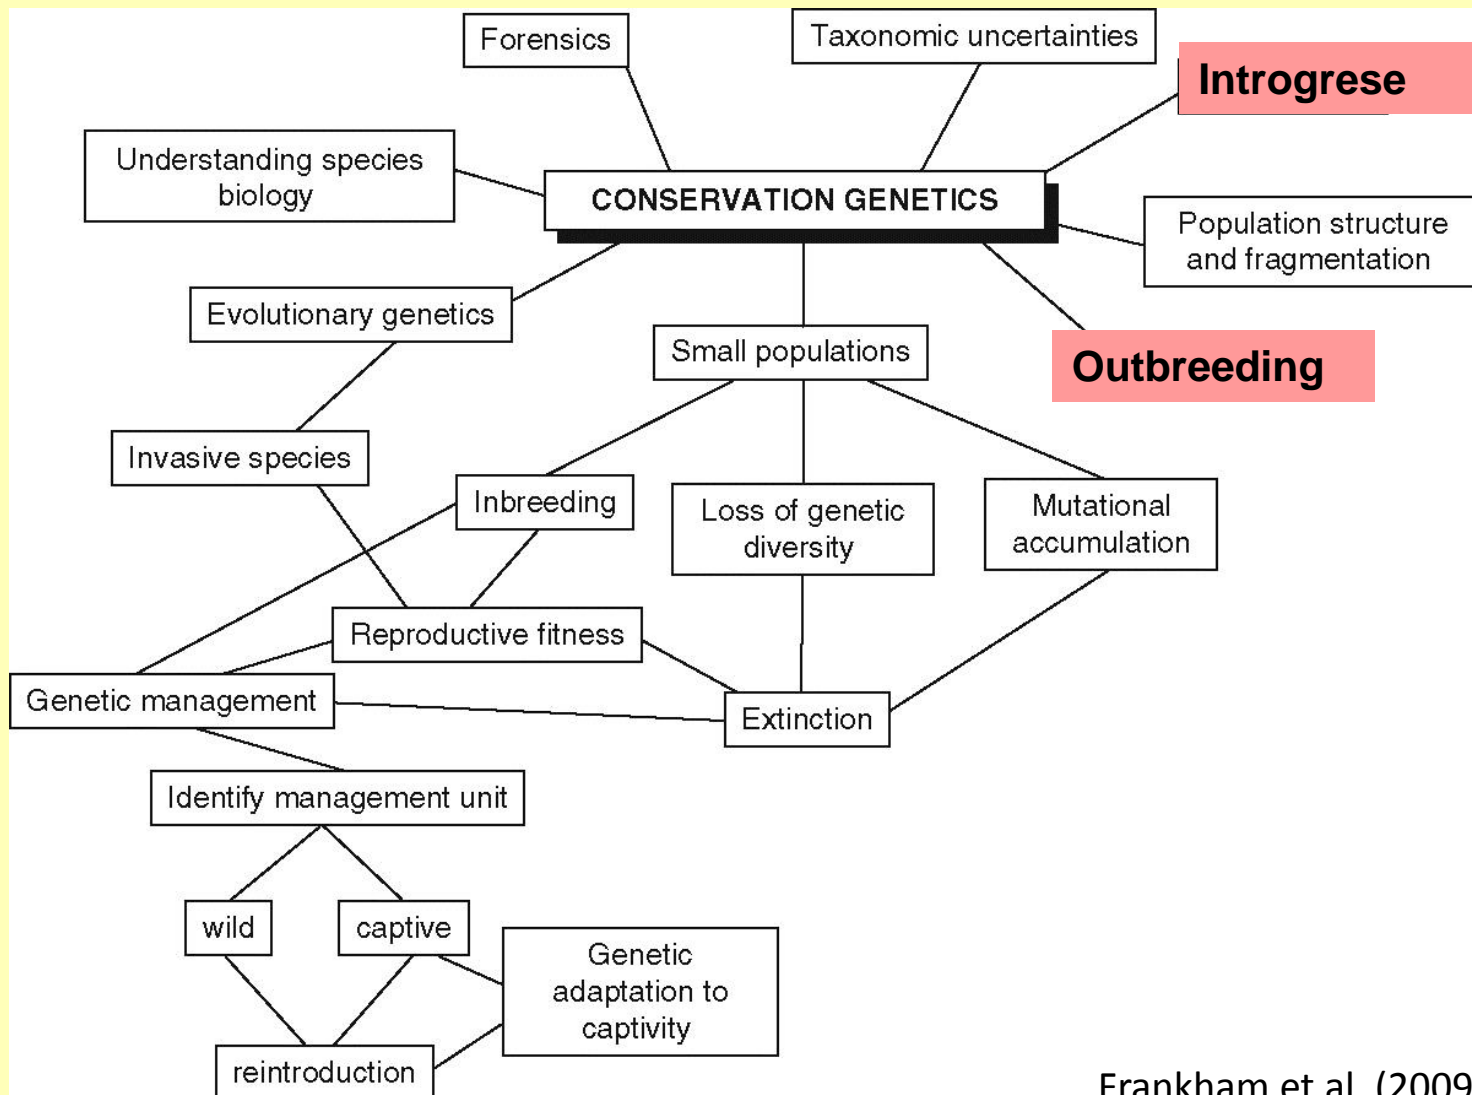 Forensics
Taxonomic uncertainties
Introgrese
Understanding species
biology
CONSERVATION GENETICS
Population structure
and fragmentation
Evolutionary genetics
Small populations
Outbreeding
Invasive species
Inbreeding
Loss of genetic
diversity
Mutational
accumulation
Reproductive fitness
Genetic management
Extinction
Identify management unit
wild
captive
Genetic
adaptation to
captivity
reintroduction
Frankham et al. (2009